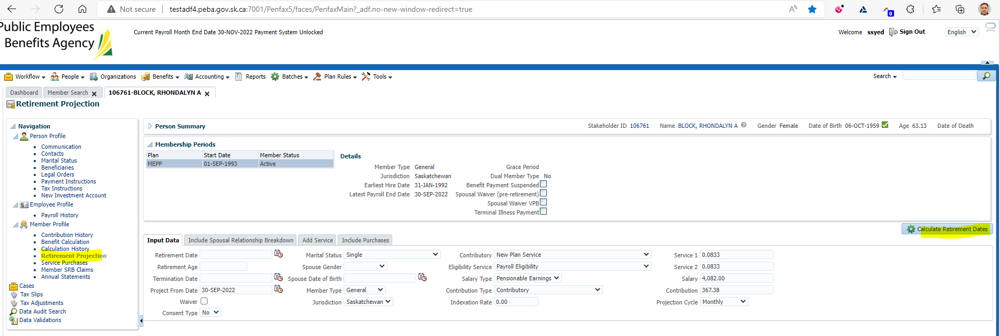 Not secure testadf4.peba.gov.sk.ca:7001/Penfax5/faces/PenfaxMain?_adf.no-new-window-redirect=true
0
Public Employees
Benefits Agency
Current Payroll Month End Date 30-NOV-2022 Payment System Unlocked
Welcome ssyed Sign Out English
Workflow People Organizations Benefits Accounting Reports Batches Plan Rules Tools Search
Dashboard Member Search 106761-BLOCK, RHONDALYN A
Retirement Projection
Navigation
Person Profile
Communication
Contacts
Marital Status
Beneficiaries
Legal Orders
Payment Instructions
Tax Instructions
New Investment Account
Employee Profile
Payroll History
Member Profile
Contribution History
Benefit Calculation
Calculation History
Retirement Projection
Service Purchases
Member SRB Claims
Annual Statements
Cases
Tax Slips
Tax Adjustments
Data Audit Search
Data Validations
Person Summary Stakeholder ID 106761 Name BLOCK, RHONDALYN A Gender Female Date of Birth 06-OCT-1959 Age 63.13 Date of Death
Membership Periods
Plan Start Date Member Status
MEPP 01-SEP-1993 Active
Details
Member Type General Grace Period
Jurisdiction Saskatchewan Dual Member Type No
Earliest Hire Date 31-JAN-1992 Benefit Payment Suspended
Latest Payroll End Date 30-SEP-2022 Spousal Waiver (pre-retirement)
Spousal Waiver VPB
Terminal Illness Payment
Calculate Retirement Dates
Input Data Include Spousal Relationship Breakdown Add Service Include Purchases
Retirement Date Marital Status Single Contributory New Plan Service Service 1 0.0833
Retirement Age Spouse Gender Eligibility Service Payroll Eligibility Service 2 0.0833
Termination Date Spouse Date of Birth Salary Type Pensionable Earnings Salary 4,082.00
Project From Date 30-SEP-2022 Member Type General Contribution Type Contributory Contribution 367.38
Waiver Jurisdiction Saskatchewan Indexation Rate 0.00 Projection Cycle Monthly
Consent Type No